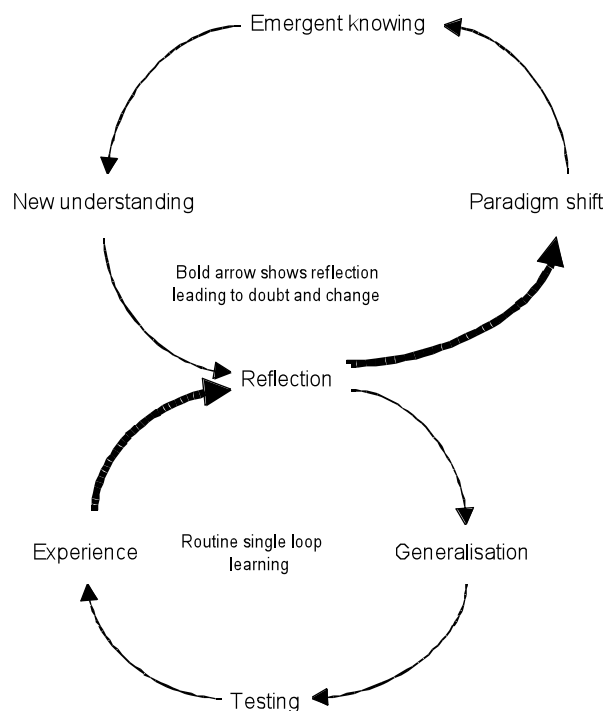 Emergent knowing
New understanding
Paradigm shift
Bold arrow shows reflection
leading to doubt and change
Reflection
Experience
Routine single loop
learning
Generalisation
Testing